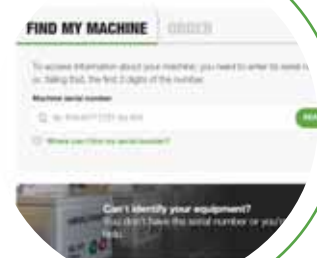 FIND MY MACHINE ORDER
To access information about your machine, you need to enter its serial
or, failing that, the first 3 digits of the number.
Machine serial number
Where can I find my serial number?
Can't identify your equipment?
You don't have the serial number or you're
help.